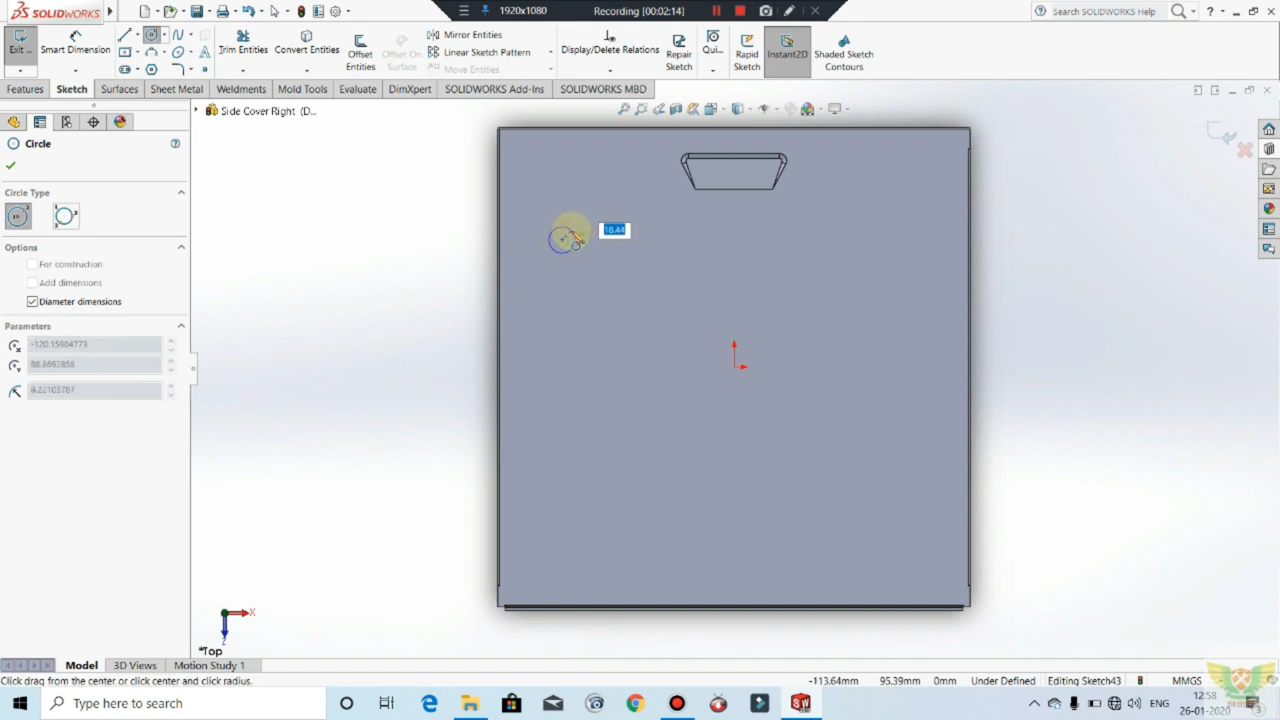 SOLIDWORKS
1920x1080
Recording [00:02:14]
Search SOLIDWORKS Help
Exit ...
Smart Dimension
Trim Entities
Convert Entities
Offset Entities
Offset On Surface
Mirror Entities
Linear Sketch Pattern
Move Entities
Display/Delete Relations
Repair Sketch
Qui...
Rapid Sketch
Instant2D
Shaded Sketch Contours
Features
Sketch
Surfaces
Sheet Metal
Weldments
Mold Tools
Evaluate
DimXpert
SOLIDWORKS Add-Ins
SOLIDWORKS MBD
Side Cover Right (D...
Circle
Circle Type
Options
For construction
Add dimensions
Diameter dimensions
Parameters
-120.15904773
88.8692858
9.22103787
18.44
X
Z
*Top
Model
3D Views
Motion Study 1
Click drag from the center or click center and click radius.
-113.64mm
95.39mm
0mm
Under Defined
Editing Sketch43
MMGS
Type here to search
ENG
12:58
26-01-2020
3